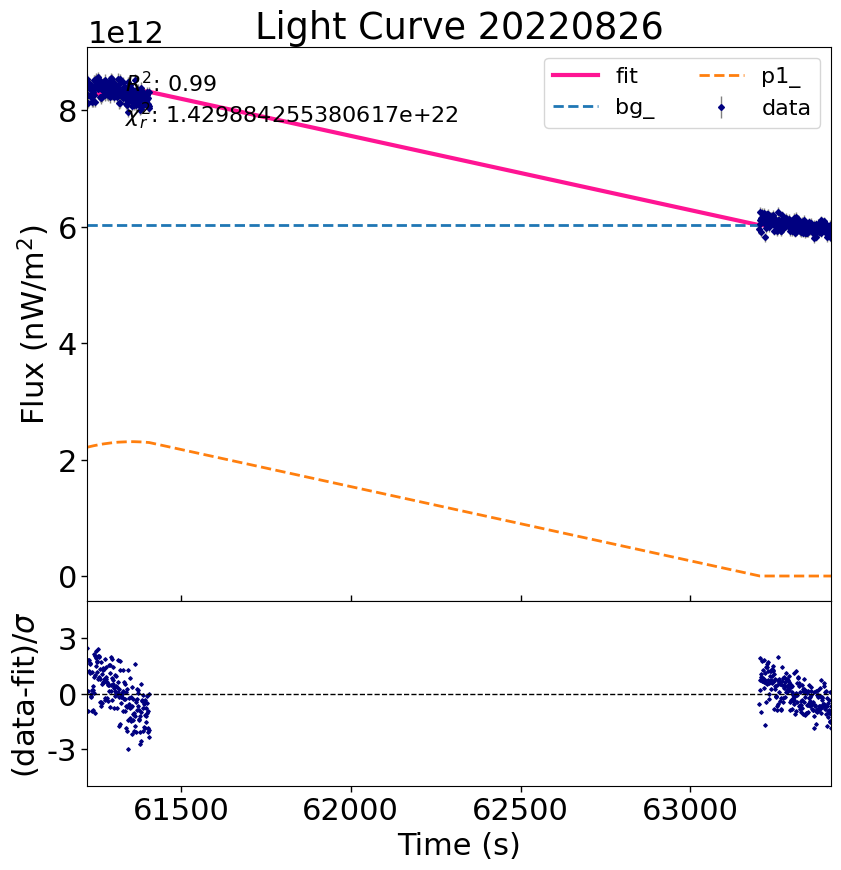 Light Curve 20220826
1e12
R²: 0.99
χ²ᵣ: 1.429884255380617e+22
fit
bg_
p1_
data
Flux (nW/m²)
8
6
4
2
0
(data-fit)/σ
3
0
-3
61500 62000 62500 63000
Time (s)